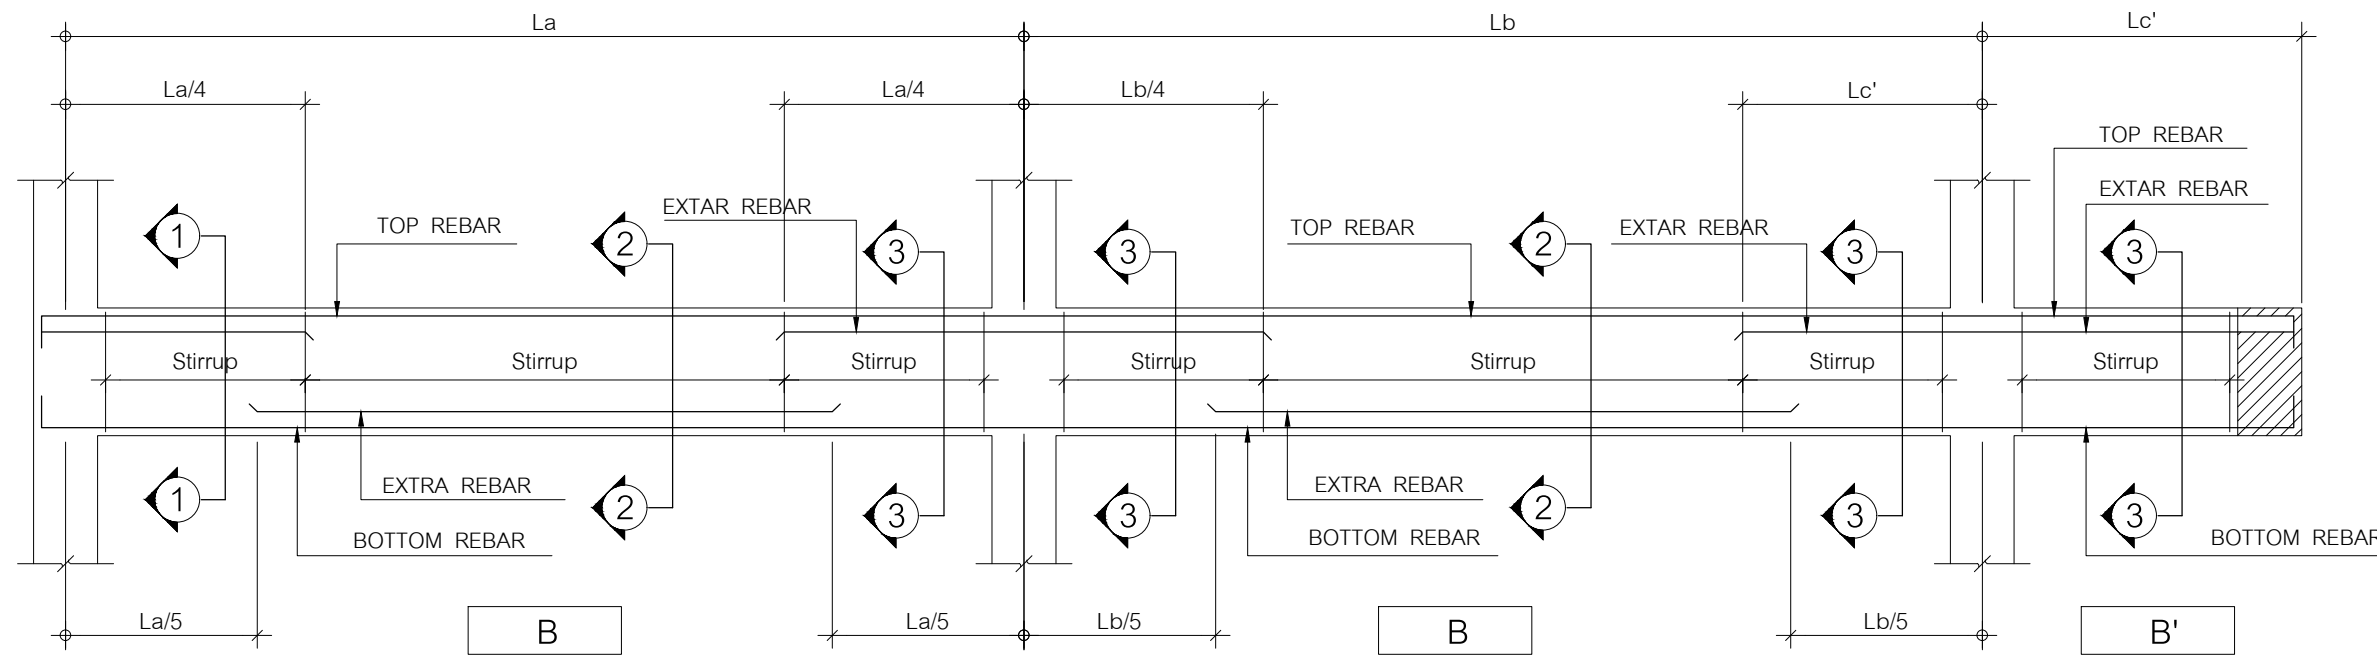 La
Lb
Lc'
La/4
La/4
Lb/4
Lc'
TOP REBAR
EXTAR REBAR
TOP REBAR
EXTAR REBAR
TOP REBAR
EXTAR REBAR
1
2
3
3
2
3
3
Stirrup
Stirrup
Stirrup
Stirrup
Stirrup
Stirrup
Stirrup
EXTRA REBAR
EXTRA REBAR
1
2
3
3
2
3
3
BOTTOM REBAR
BOTTOM REBAR
BOTTOM REBAR
La/5
La/5
Lb/5
Lb/5
B
B
B'